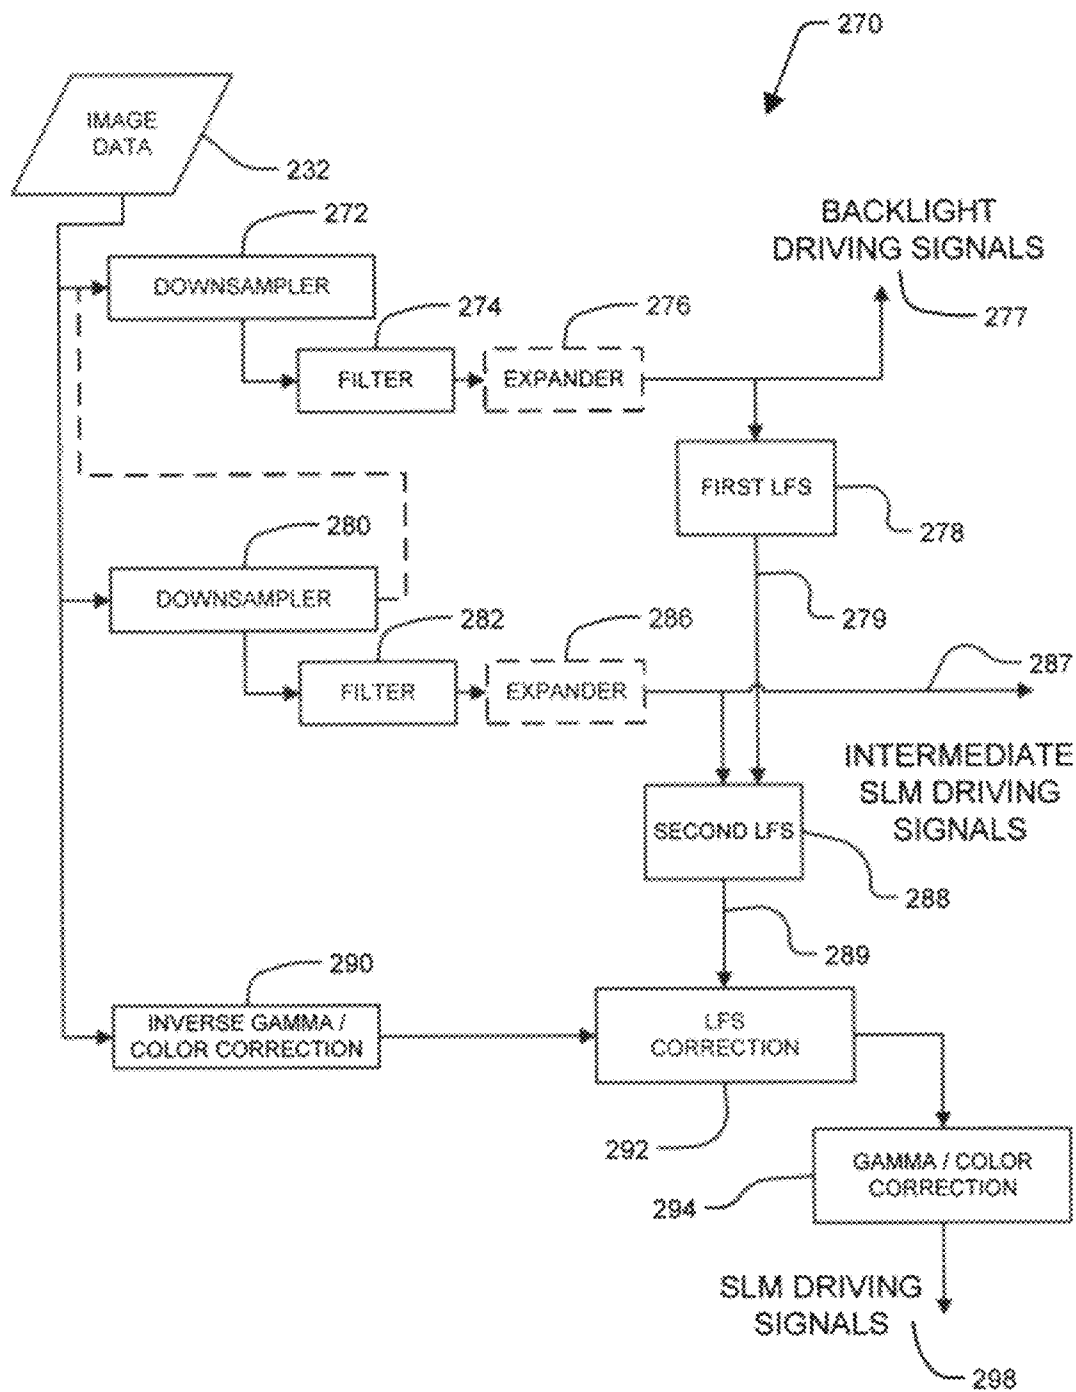 270
IMAGE
DATA
232
272
BACKLIGHT
DRIVING SIGNALS
DOWNSAMPLER
274
276
277
FILTER
EXPANDER
FIRST LFS
278
280
DOWNSAMPLER
279
282
286
287
FILTER
EXPANDER
INTERMEDIATE
SLM DRIVING
SIGNALS
SECOND LFS
288
289
290
INVERSE GAMMA /
COLOR CORRECTION
LFS
CORRECTION
292
GAMMA / COLOR
CORRECTION
294
SLM DRIVING
SIGNALS
298